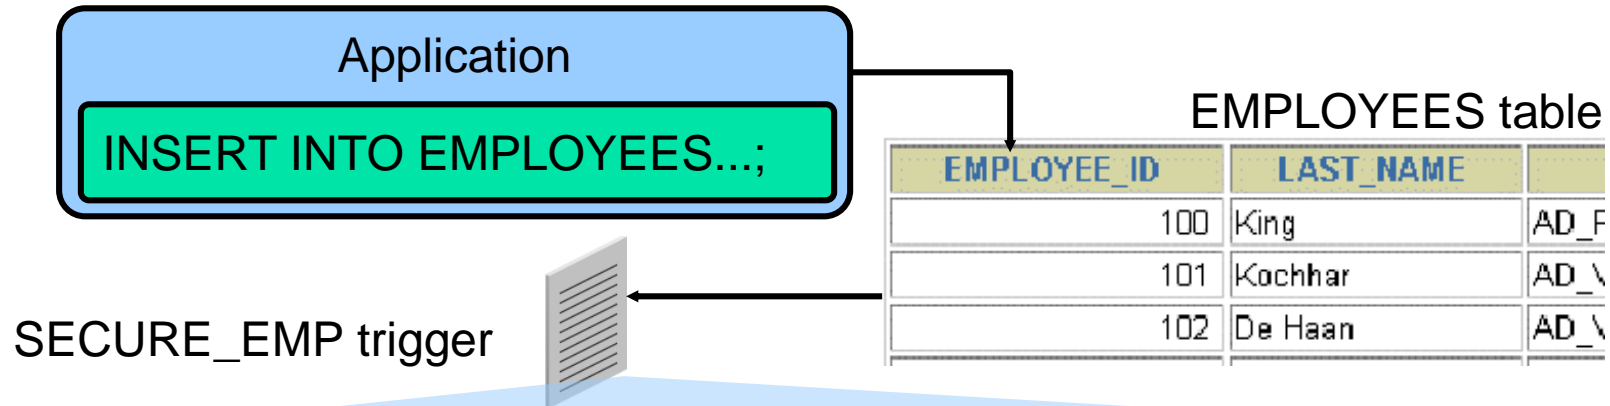 Application
INSERT INTO EMPLOYEES...;
EMPLOYEES table
EMPLOYEE_ID LAST_NAME
100 King
101 Kochhar
102 De Haan
SECURE_EMP trigger